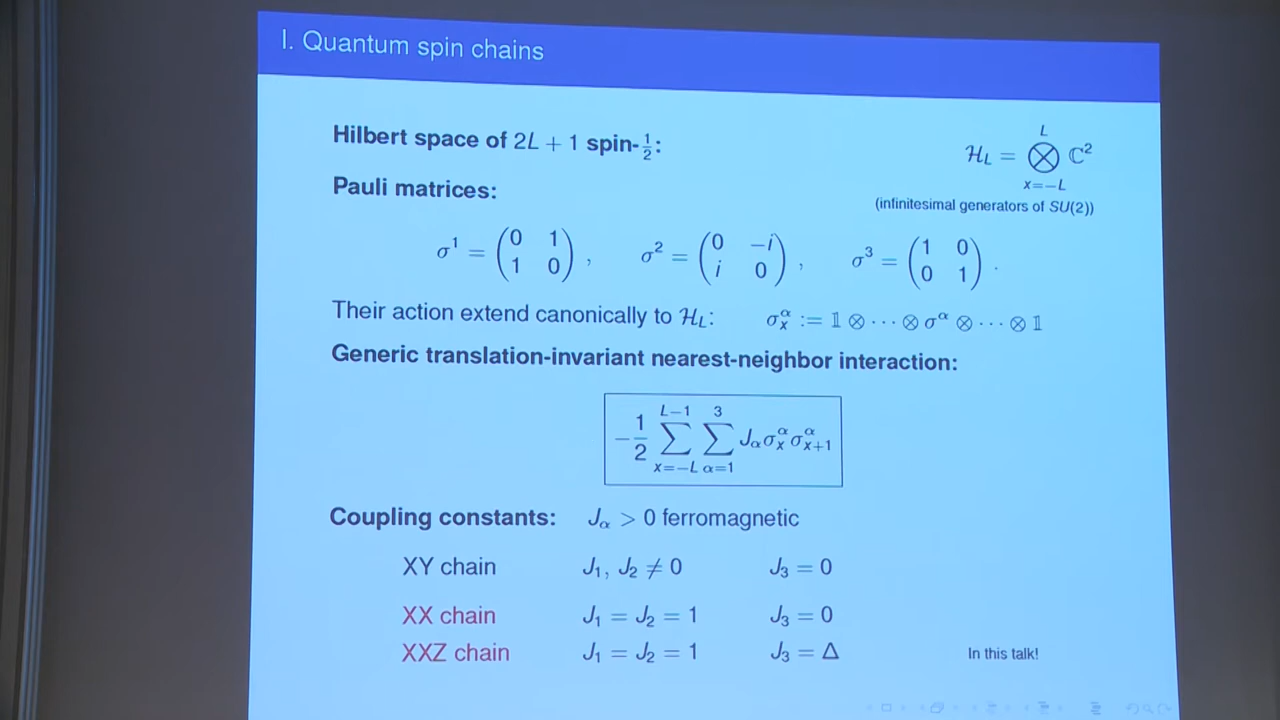 I. Quantum spin chains
Hilbert space of 2L + 1 spin-½: ℋ_L = ⨂_{x=−L}^{L} ℂ²
Pauli matrices: (infinitesimal generators of SU(2))
σ¹ = (0 1; 1 0), σ² = (0 −i; i 0), σ³ = (1 0; 0 1).
Their action extend canonically to ℋ_L: σ_x^α := 𝟙 ⊗ ··· ⊗ σ^α ⊗ ··· ⊗ 𝟙
Generic translation-invariant nearest-neighbor interaction:
−1/2 ∑_{x=−L}^{L−1} ∑_{α=1}^{3} J_α σ_x^α σ_{x+1}^α
Coupling constants: J_α > 0 ferromagnetic
XY chain J₁, J₂ ≠ 0 J₃ = 0
XX chain J₁ = J₂ = 1 J₃ = 0
XXZ chain J₁ = J₂ = 1 J₃ = Δ In this talk!